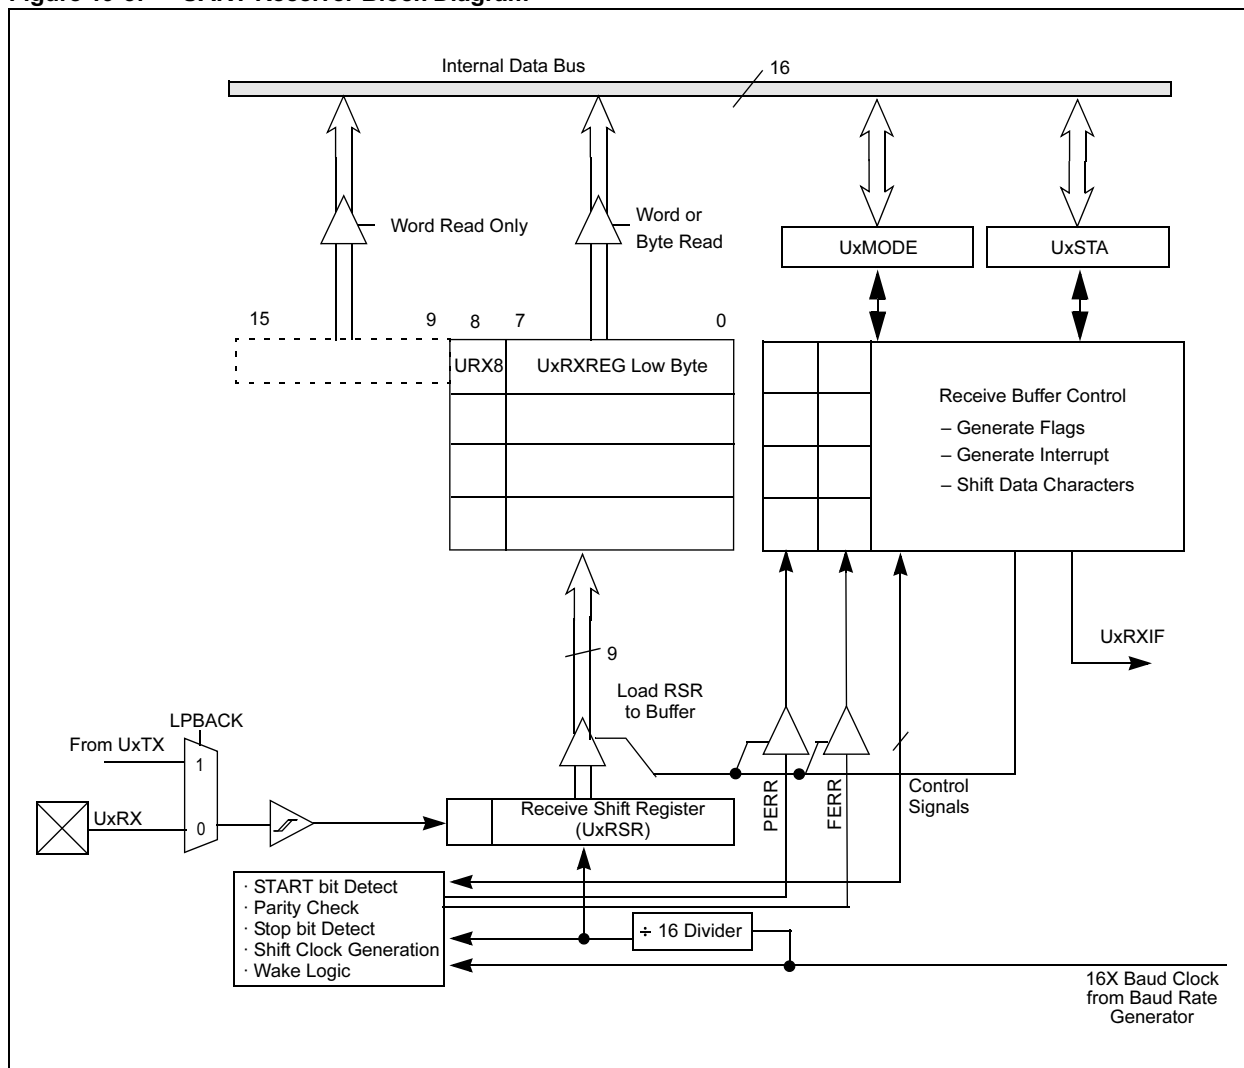 Internal Data Bus
16
Word Read Only
Word or
Byte Read
UxMODE
UxSTA
15
9
8
7
0
URX8
UxRXREG Low Byte
Receive Buffer Control
– Generate Flags
– Generate Interrupt
– Shift Data Characters
9
UxRXIF
Load RSR
to Buffer
LPBACK
From UxTX
1
UxRX
0
Receive Shift Register
(UxRSR)
PERR
FERR
Control
Signals
· START bit Detect
· Parity Check
· Stop bit Detect
· Shift Clock Generation
· Wake Logic
÷ 16 Divider
16X Baud Clock
from Baud Rate
Generator